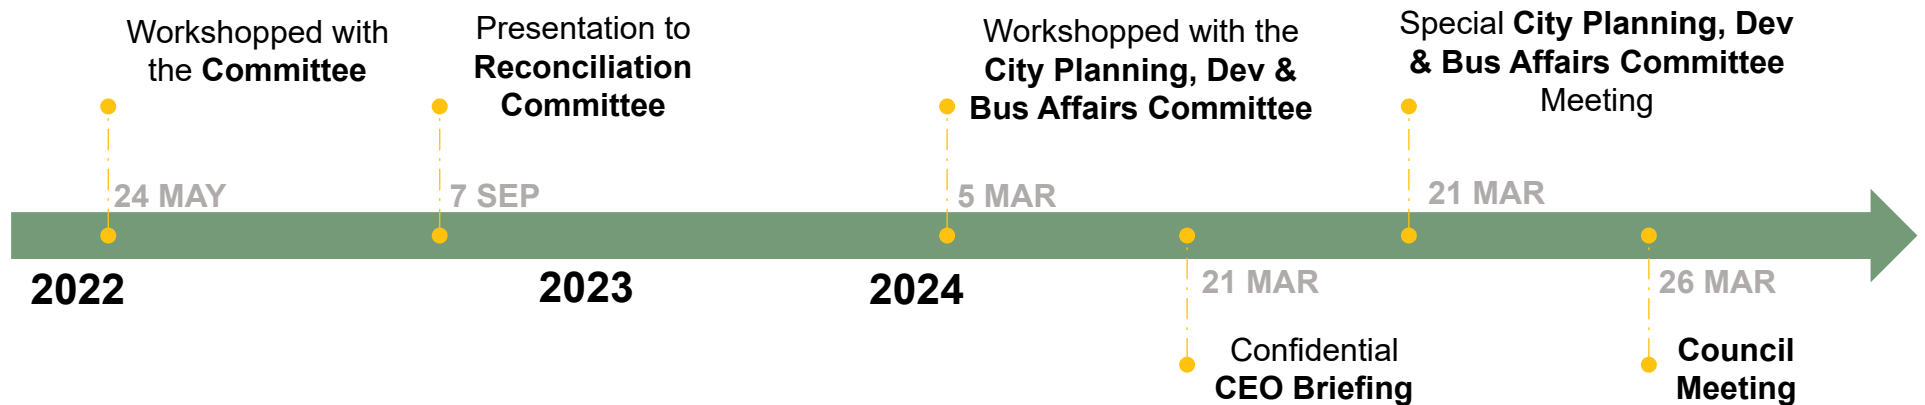 Workshopped with
the Committee
Presentation to
Reconciliation
Committee
Workshopped with the
City Planning, Dev &
Bus Affairs Committee
Special City Planning, Dev
& Bus Affairs Committee
Meeting
24 MAY
7 SEP
5 MAR
21 MAR
2022
2023
2024
21 MAR
26 MAR
Confidential
CEO Briefing
Council
Meeting